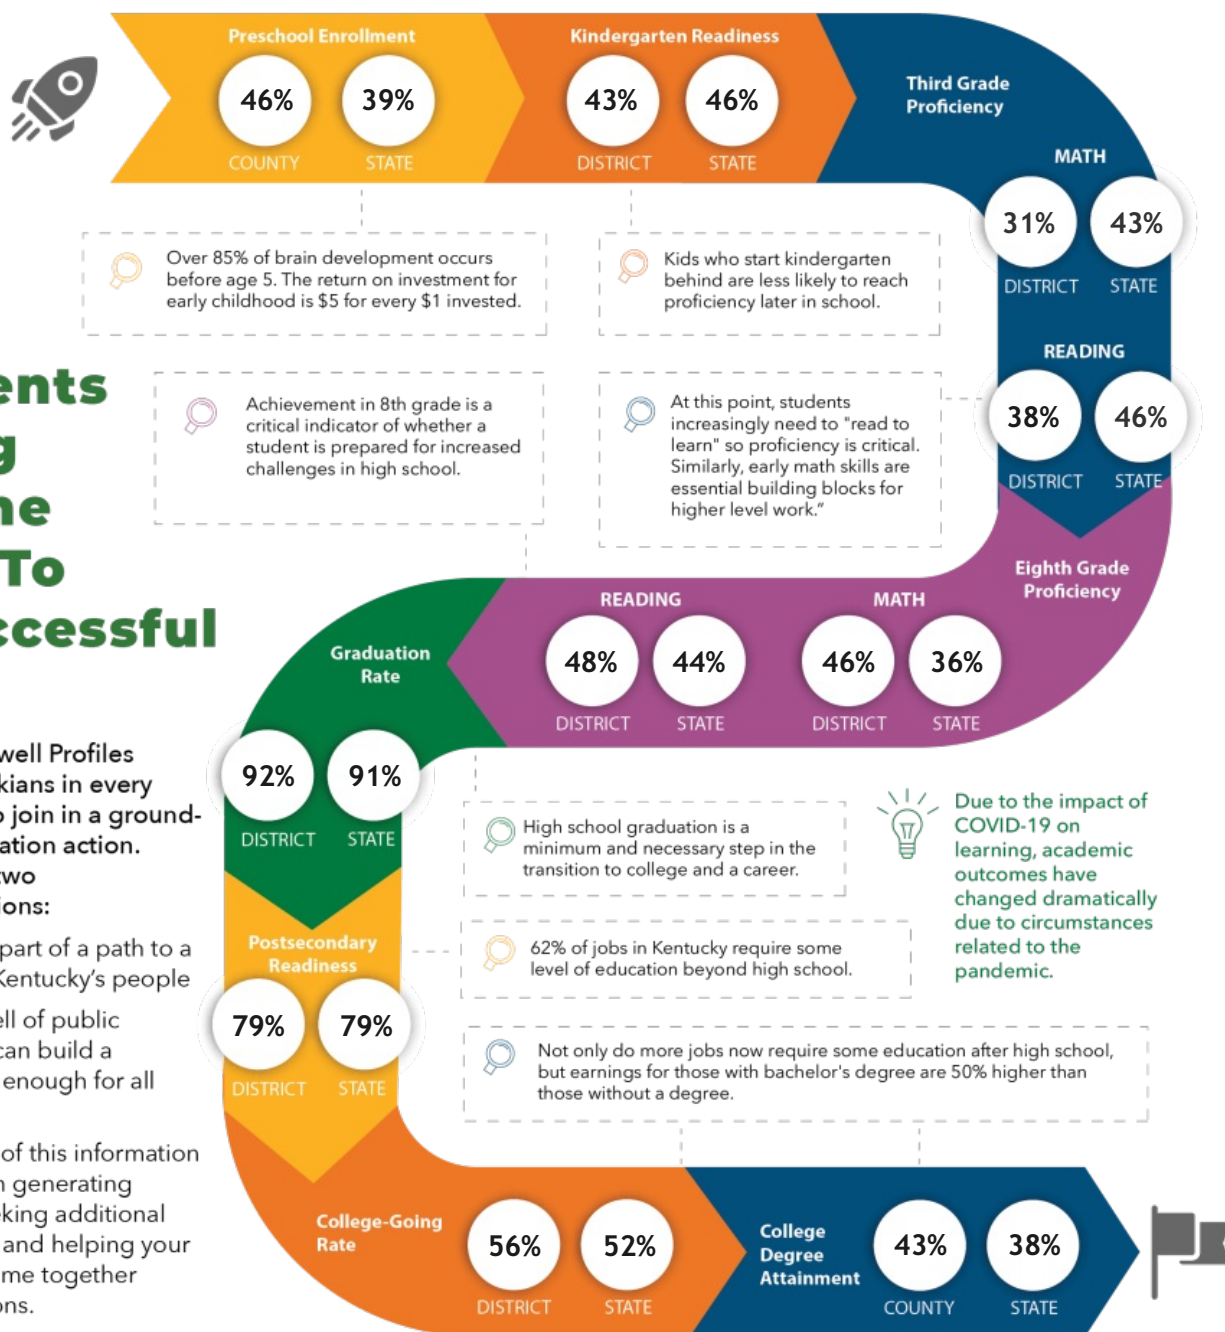 Preschool Enrollment
46% 39%
COUNTY STATE
Kindergarten Readiness
43% 46%
DISTRICT STATE
Third Grade
Proficiency
MATH
31% 43%
DISTRICT STATE
READING
38% 46%
DISTRICT STATE
Over 85% of brain development occurs
before age 5. The return on investment for
early childhood is $5 for every $1 invested.
Kids who start kindergarten
behind are less likely to reach
proficiency later in school.
Achievement in 8th grade is a
critical indicator of whether a
student is prepared for increased
challenges in high school.
At this point, students
increasingly need to "read to
learn" so proficiency is critical.
Similarly, early math skills are
essential building blocks for
higher level work.”
ents
g
he
To
ccessful
Eighth Grade
Proficiency
READING
48% 44%
DISTRICT STATE
MATH
46% 36%
DISTRICT STATE
Graduation
Rate
92% 91%
DISTRICT STATE
well Profiles
kians in every
o join in a ground-
ation action.
two
ions:
part of a path to a
Kentucky’s people
ell of public
can build a
enough for all
of this information
n generating
king additional
and helping your
me together
ons.
High school graduation is a
minimum and necessary step in the
transition to college and a career.
Due to the impact of
COVID-19 on
learning, academic
outcomes have
changed dramatically
due to circumstances
related to the
pandemic.
Postsecondary
Readiness
79% 79%
DISTRICT STATE
62% of jobs in Kentucky require some
level of education beyond high school.
Not only do more jobs now require some education after high school,
but earnings for those with bachelor's degree are 50% higher than
those without a degree.
College-Going
Rate
56% 52%
DISTRICT STATE
College
Degree
Attainment
43% 38%
COUNTY STATE